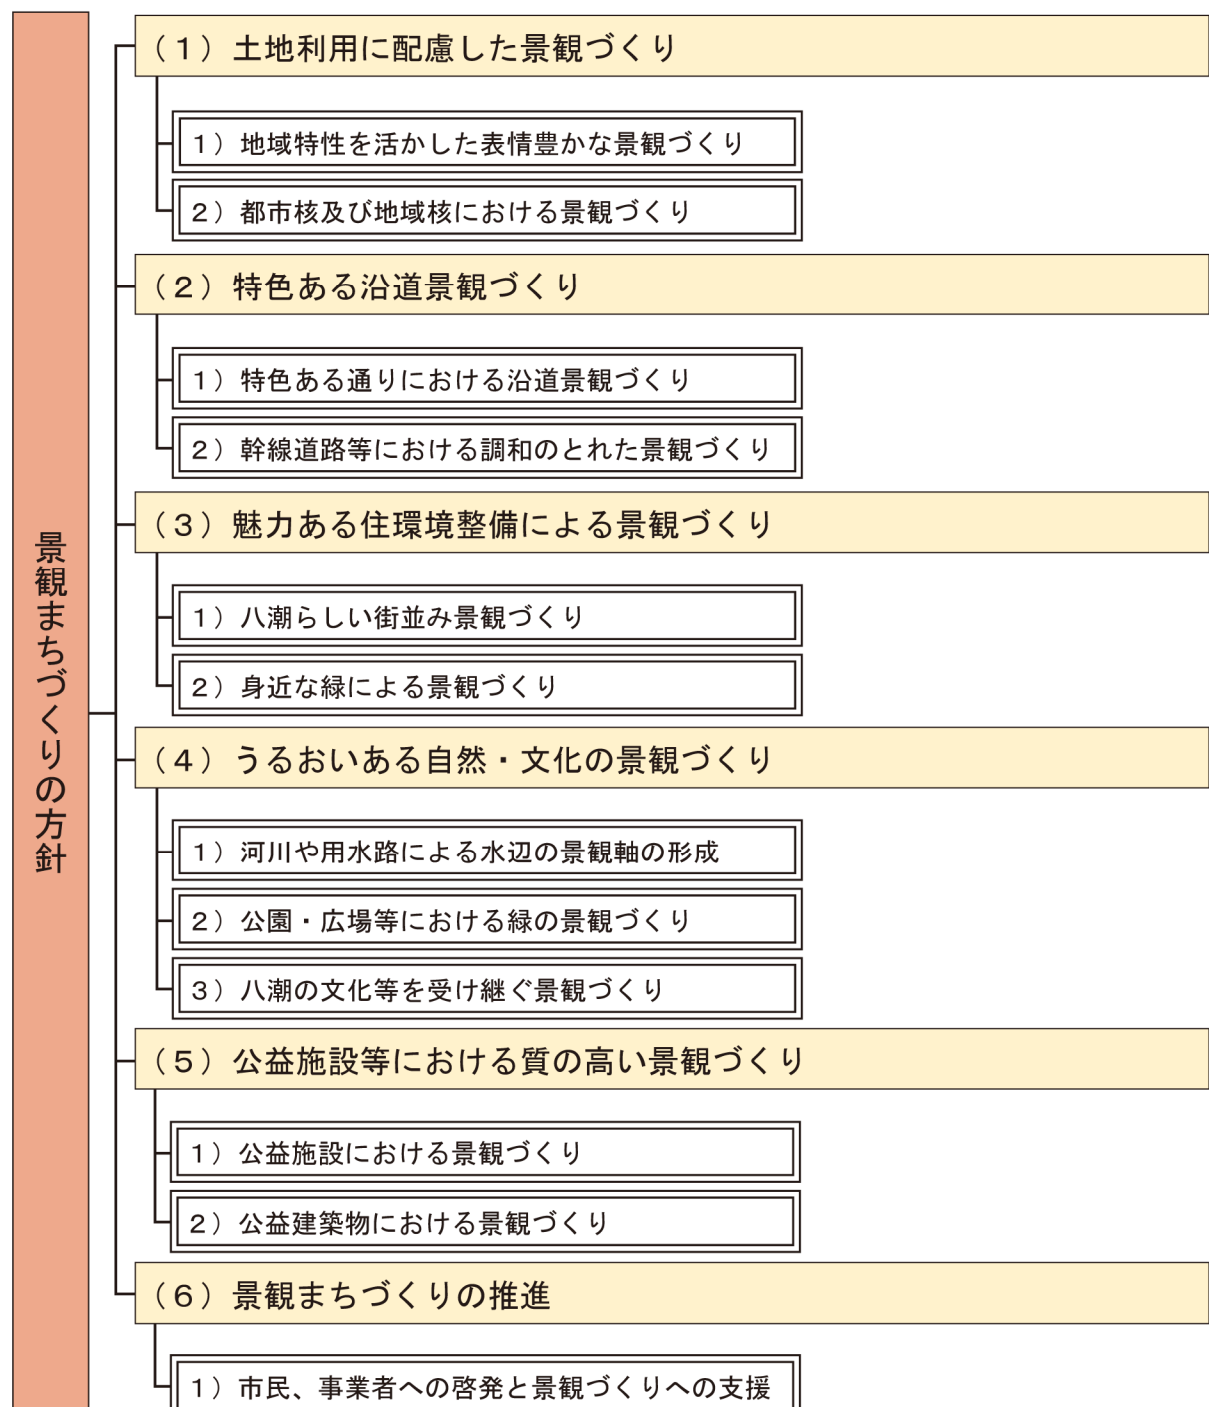 景観まちづくりの方針
（１）土地利用に配慮した景観づくり
１）地域特性を活かした表情豊かな景観づくり
２）都市核及び地域核における景観づくり
（２）特色ある沿道景観づくり
１）特色ある通りにおける沿道景観づくり
２）幹線道路等における調和のとれた景観づくり
（３）魅力ある住環境整備による景観づくり
１）八潮らしい街並み景観づくり
２）身近な緑による景観づくり
（４）うるおいある自然・文化の景観づくり
１）河川や用水路による水辺の景観軸の形成
２）公園・広場等における緑の景観づくり
３）八潮の文化等を受け継ぐ景観づくり
（５）公益施設等における質の高い景観づくり
１）公益施設における景観づくり
２）公益建築物における景観づくり
（６）景観まちづくりの推進
１）市民、事業者への啓発と景観づくりへの支援